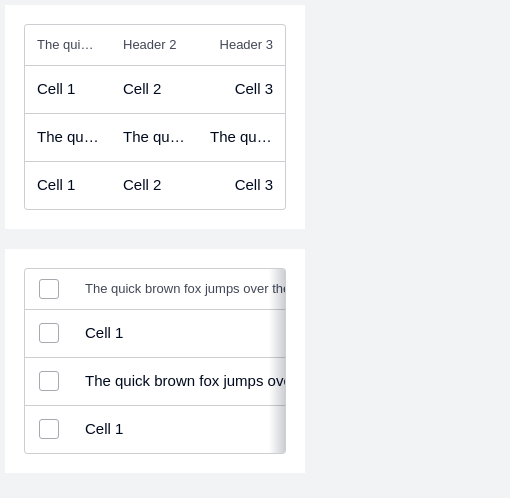 The qui… Header 2 Header 3
Cell 1 Cell 2 Cell 3
The qu… The qu… The qu…
Cell 1 Cell 2 Cell 3
The quick brown fox jumps over the
Cell 1
The quick brown fox jumps ove
Cell 1